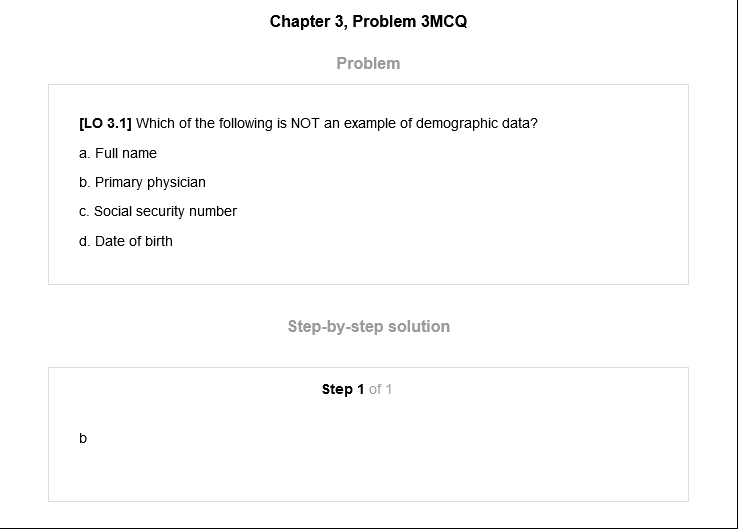 Chapter 3, Problem 3MCQ
Problem
[LO 3.1] Which of the following is NOT an example of demographic data?
a. Full name
b. Primary physician
c. Social security number
d. Date of birth
Step-by-step solution
Step 1 of 1
b